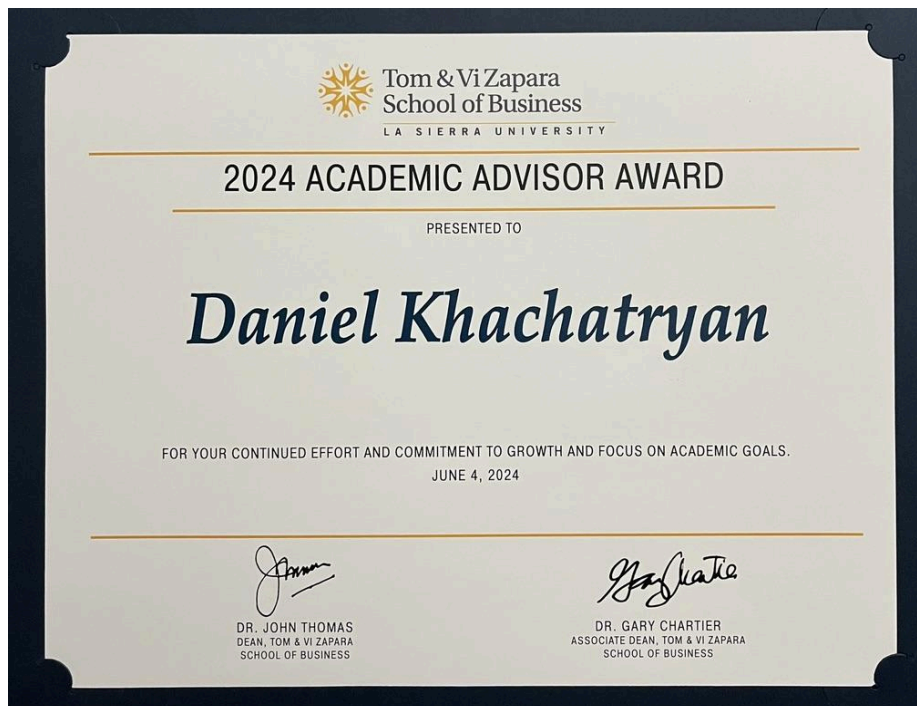 Tom & Vi Zapara
School of Business
LA SIERRA UNIVERSITY
2024 ACADEMIC ADVISOR AWARD
PRESENTED TO
Daniel Khachatryan
FOR YOUR CONTINUED EFFORT AND COMMITMENT TO GROWTH AND FOCUS ON ACADEMIC GOALS.
JUNE 4, 2024
DR. JOHN THOMAS
DEAN, TOM & VI ZAPARA
SCHOOL OF BUSINESS
Gary Chartier
DR. GARY CHARTIER
ASSOCIATE DEAN, TOM & VI ZAPARA
SCHOOL OF BUSINESS